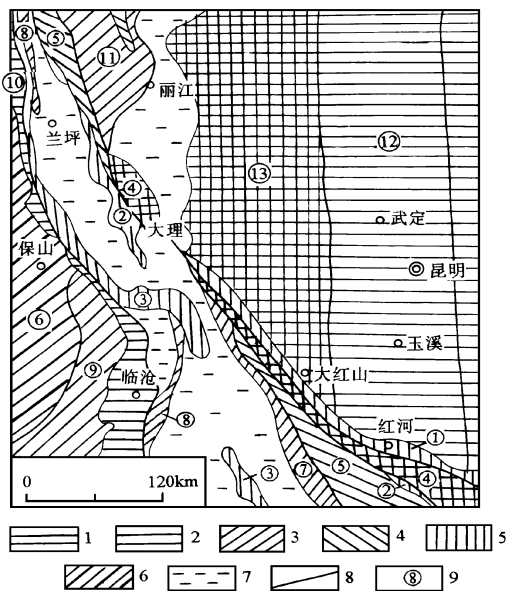 ⑧
⑤
⑪
⑩
丽江
兰坪
⑫
⑬
④
②
大理
武定
保山
昆明
③
⑥
玉溪
⑨
大红山
临沧
红河
①
⑧
⑦
⑤
④
③
②
0 120km
1 2 3 4 5
6 7 8 ⑧ 9